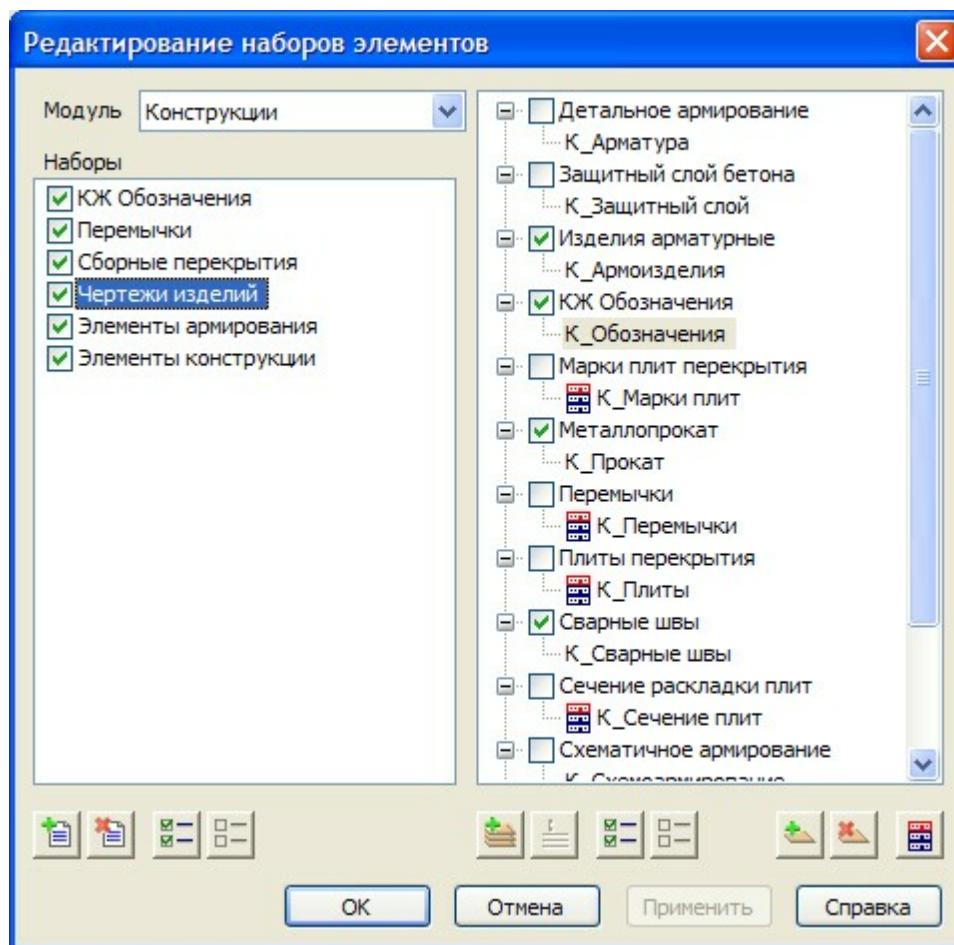 Редактирование наборов элементов
Модуль Конструкции
Наборы
КЖ Обозначения
Перемычки
Сборные перекрытия
Чертежи изделий
Элементы армирования
Элементы конструкции
Детальное армирование
К_Арматура
Защитный слой бетона
К_Защитный слой
Изделия арматурные
К_Армоизделия
КЖ Обозначения
К_Обозначения
Марки плит перекрытия
К_Марки плит
Металлопрокат
К_Прокат
Перемычки
К_Перемычки
Плиты перекрытия
К_Плиты
Сварные швы
К_Сварные швы
Сечение раскладки плит
К_Сечение плит
Схематичное армирование
К_Схемоармирование
ОК Отмена Применить Справка